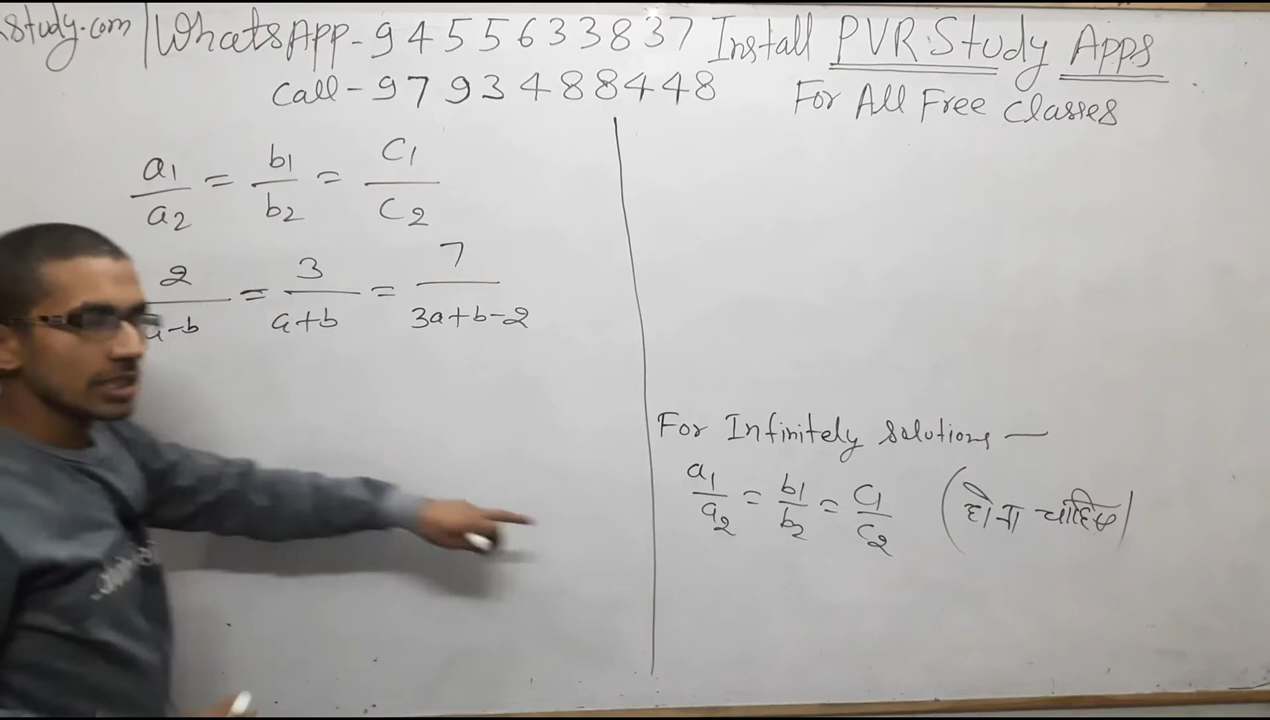 study.com | WhatsApp-9455633837 Install PVR Study Apps
Call-9793488448 For All Free Classes
a1/a2 = b1/b2 = C1/C2
2/a-b = 3/a+b = 7/3a+b-2
For Infinitely Solutions —
a1/a2 = b1/b2 = C1/C2 (होना चाहिए)